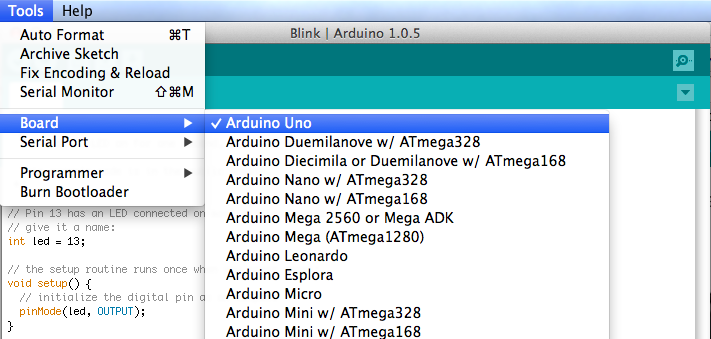 Tools Help
Blink | Arduino 1.0.5
Auto Format ⌘T
Archive Sketch
Fix Encoding & Reload
Serial Monitor ⇧⌘M
Board ▶
Serial Port ▶
Programmer ▶
Burn Bootloader
✓ Arduino Uno
Arduino Duemilanove w/ ATmega328
Arduino Diecimila or Duemilanove w/ ATmega168
Arduino Nano w/ ATmega328
Arduino Nano w/ ATmega168
Arduino Mega 2560 or Mega ADK
Arduino Mega (ATmega1280)
Arduino Leonardo
Arduino Esplora
Arduino Micro
Arduino Mini w/ ATmega328
Arduino Mini w/ ATmega168
// Pin 13 has an LED connected on
// give it a name:
int led = 13;
// the setup routine runs once wh
void setup() {
// initialize the digital pin a
pinMode(led, OUTPUT);
}